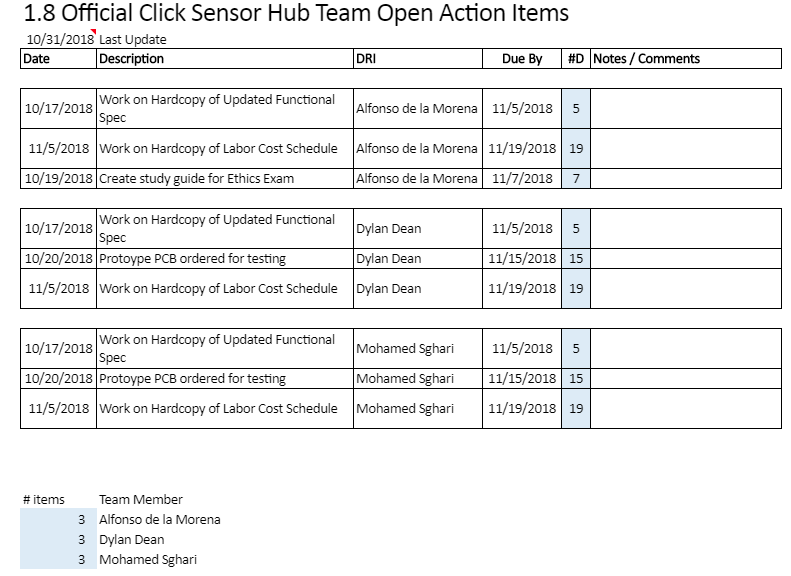 1.8 Official Click Sensor Hub Team Open Action Items
10/31/2018 Last Update
Date Description DRI Due By #D Notes / Comments
10/17/2018 Work on Hardcopy of Updated Functional Spec Alfonso de la Morena 11/5/2018 5
11/5/2018 Work on Hardcopy of Labor Cost Schedule Alfonso de la Morena 11/19/2018 19
10/19/2018 Create study guide for Ethics Exam Alfonso de la Morena 11/7/2018 7
10/17/2018 Work on Hardcopy of Updated Functional Spec Dylan Dean 11/5/2018 5
10/20/2018 Protoype PCB ordered for testing Dylan Dean 11/15/2018 15
11/5/2018 Work on Hardcopy of Labor Cost Schedule Dylan Dean 11/19/2018 19
10/17/2018 Work on Hardcopy of Updated Functional Spec Mohamed Sghari 11/5/2018 5
10/20/2018 Protoype PCB ordered for testing Mohamed Sghari 11/15/2018 15
11/5/2018 Work on Hardcopy of Labor Cost Schedule Mohamed Sghari 11/19/2018 19
# items Team Member
3 Alfonso de la Morena
3 Dylan Dean
3 Mohamed Sghari